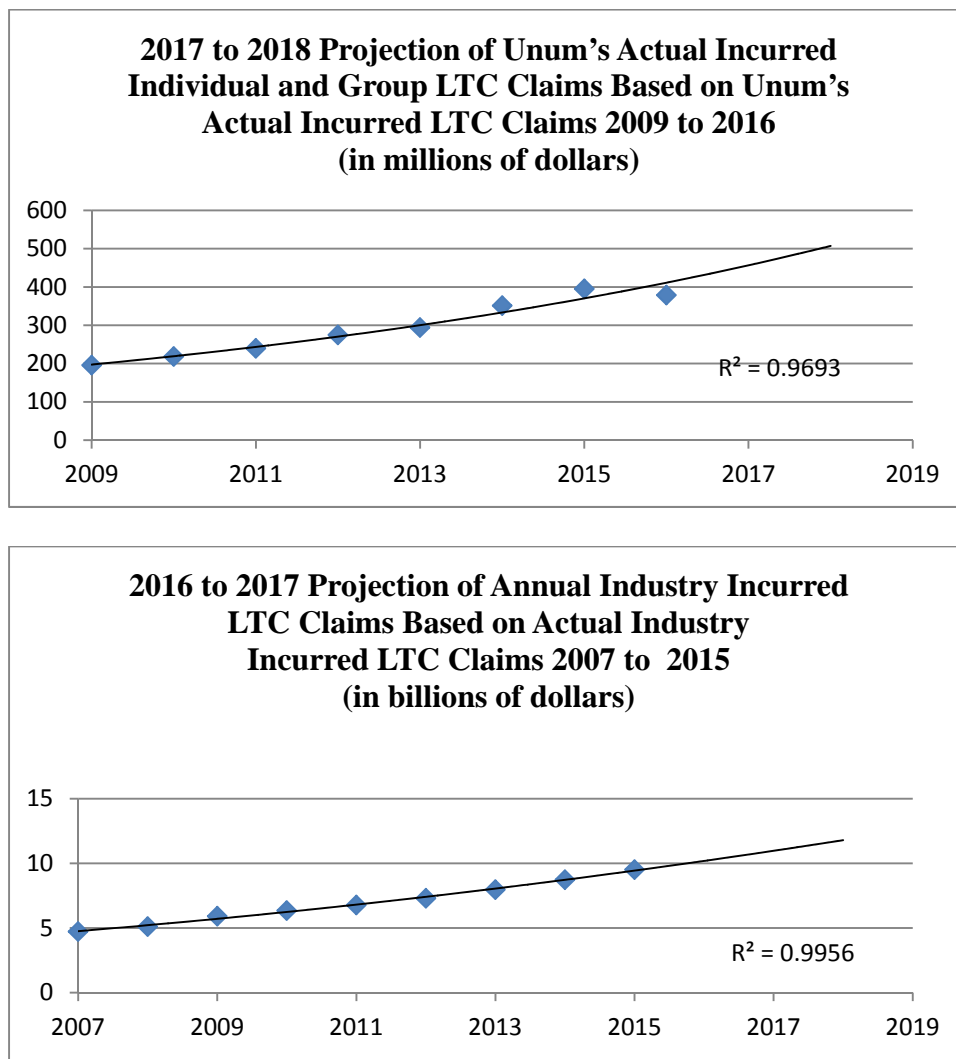 2017 to 2018 Projection of Unum’s Actual Incurred
Individual and Group LTC Claims Based on Unum’s
Actual Incurred LTC Claims 2009 to 2016
(in millions of dollars)
600
500
400
300
200
100
0
R² = 0.9693
2009 2011 2013 2015 2017 2019
2016 to 2017 Projection of Annual Industry Incurred
LTC Claims Based on Actual Industry
Incurred LTC Claims 2007 to 2015
(in billions of dollars)
15
10
5
0
R² = 0.9956
2007 2009 2011 2013 2015 2017 2019